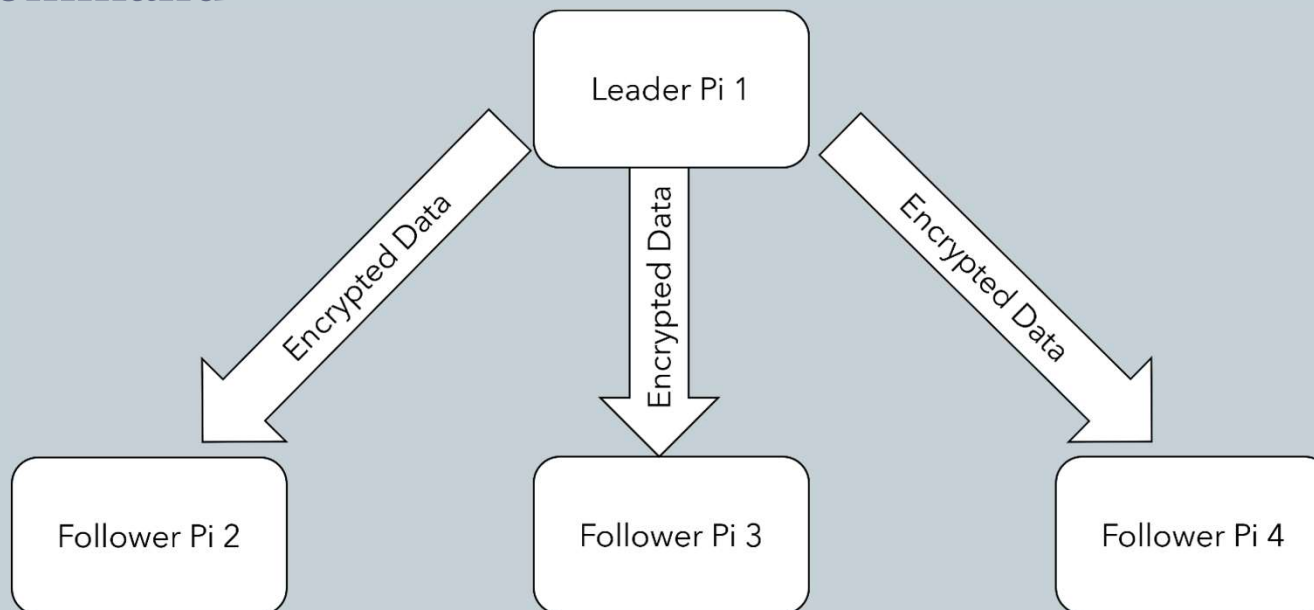 Leader Pi 1
Encrypted Data
Encrypted Data
Encrypted Data
Follower Pi 2
Follower Pi 3
Follower Pi 4